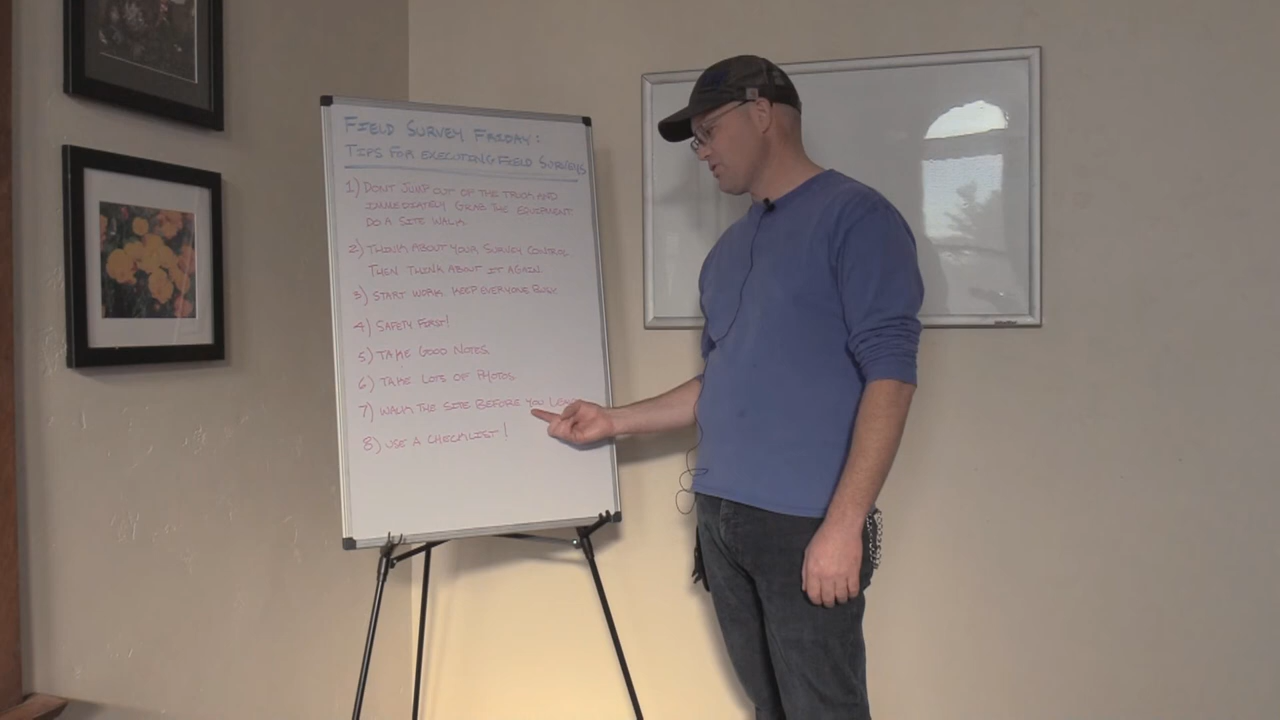 FIELD SURVEY FRIDAY:
TIPS FOR EXECUTING FIELD SURVEYS
1) DONT JUMP OUT OF THE TRUCK AND
IMMEDIATELY GRAB THE EQUIPMENT
DO A SITE WALK
2) THINK ABOUT YOUR SURVEY CONTROL
THEN THINK ABOUT IT AGAIN
3) START WORK. KEEP EVERYONE BUSY.
4) SAFETY FIRST!
5) TAKE GOOD NOTES.
6) TAKE LOTS OF PHOTOS
7) WALK THE SITE BEFORE YOU
8) USE A CHECKLIST!